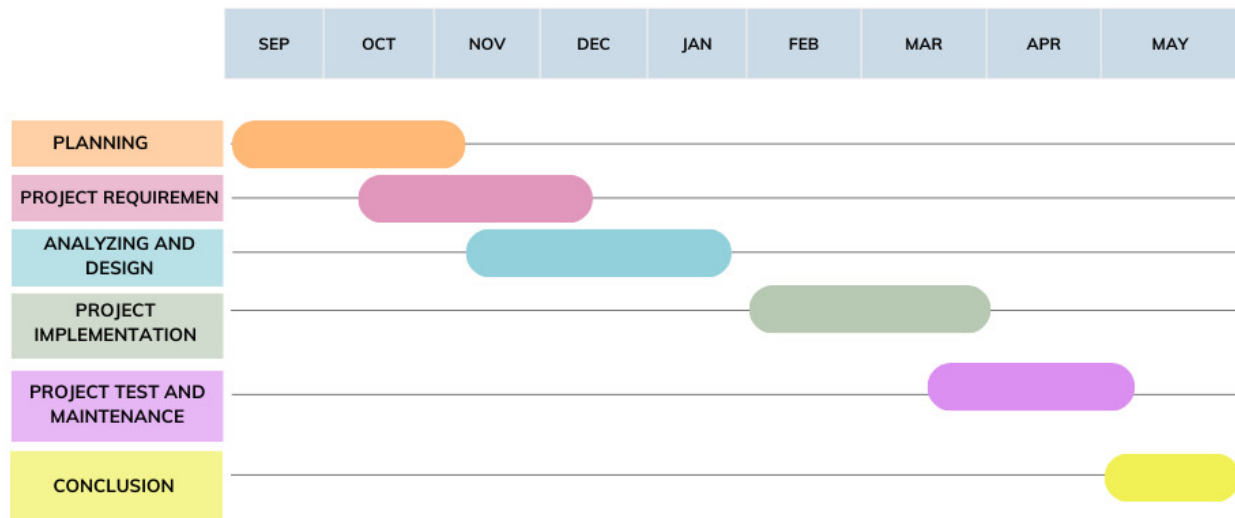 SEP OCT NOV DEC JAN FEB MAR APR MAY
PLANNING
PROJECT REQUIREMEN
ANALYZING AND
DESIGN
PROJECT
IMPLEMENTATION
PROJECT TEST AND
MAINTENANCE
CONCLUSION